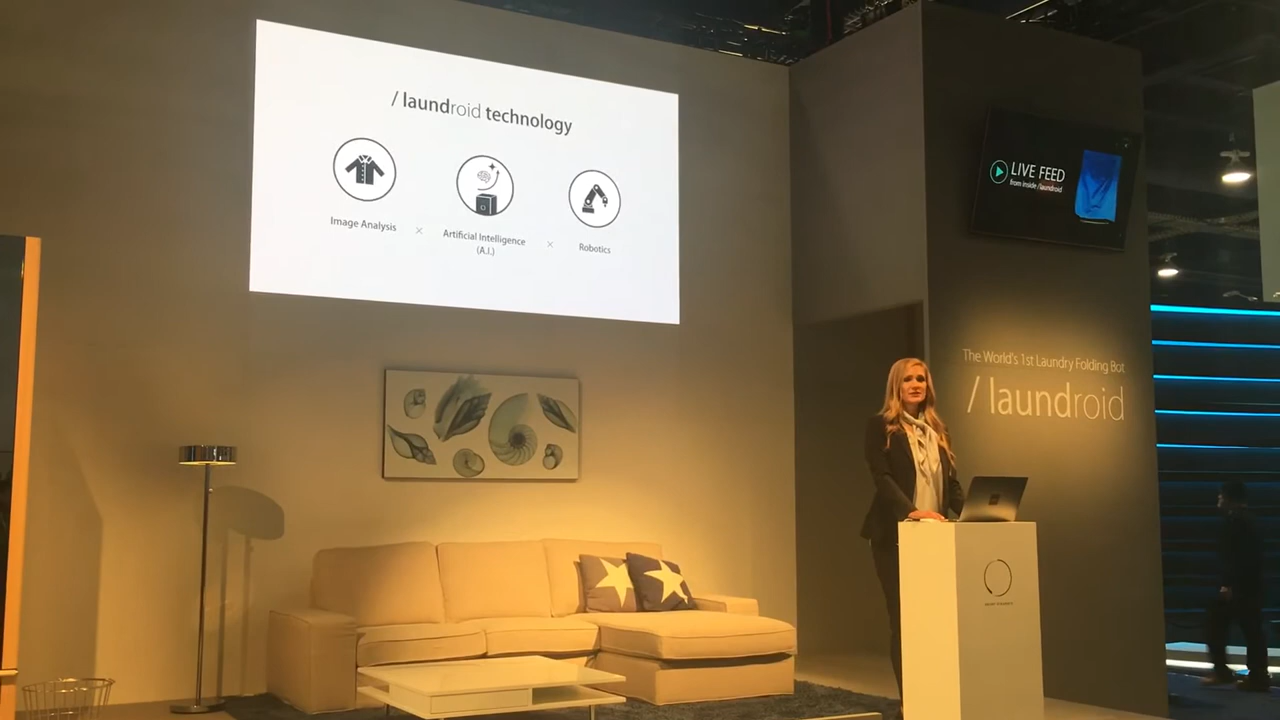 / laundroid technology
Image Analysis
×
Artificial Intelligence
(A.I.)
×
Robotics
LIVE FEED
from inside /laundroid
The World's 1st Laundry Folding Bot
/ laundroid